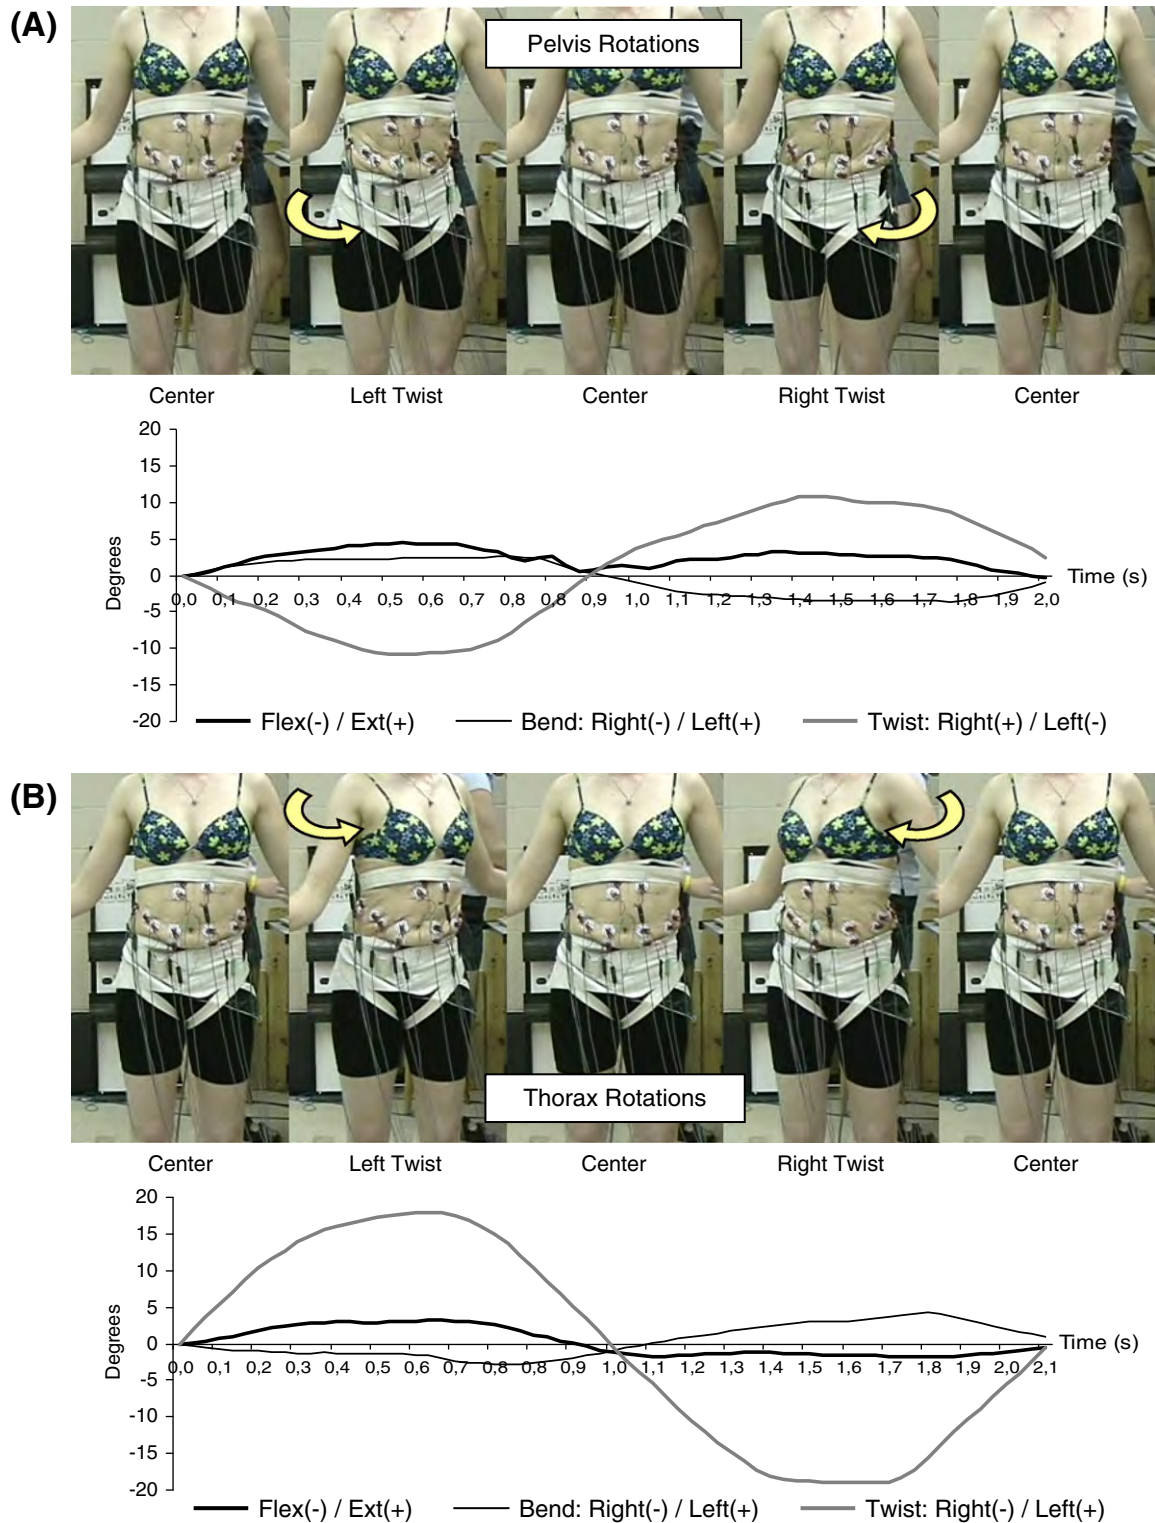 (A)
Pelvis Rotations
Center Left Twist Center Right Twist Center
20
15
10
5
0
-5
-10
-15
-20
Degrees
0,0 0,1 0,2 0,3 0,4 0,5 0,6 0,7 0,8 0,8 0,9 1,0 1,1 1,2 1,3 1,4 1,5 1,6 1,7 1,8 1,9 2,0
Time (s)
Flex(-) / Ext(+) Bend: Right(-) / Left(+) Twist: Right(+) / Left(-)
(B)
Thorax Rotations
Center Left Twist Center Right Twist Center
20
15
10
5
0
-5
-10
-15
-20
Degrees
0,0 0,1 0,2 0,3 0,4 0,5 0,6 0,7 0,8 0,9 1,0 1,1 1,2 1,3 1,4 1,5 1,6 1,7 1,8 1,9 2,0 2,1
Time (s)
Flex(-) / Ext(+) Bend: Right(-) / Left(+) Twist: Right(-) / Left(+)